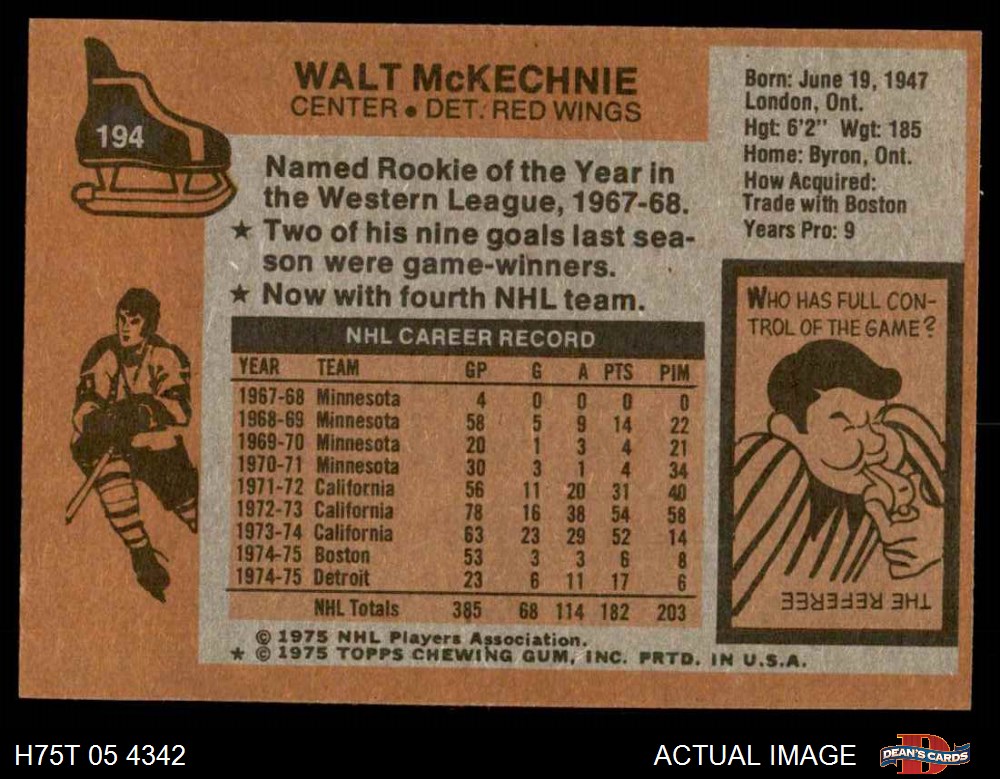 194
WALT McKECHNIE
CENTER • DET. RED WINGS
Born: June 19, 1947
London, Ont.
Hgt: 6'2" Wgt: 185
Home: Byron, Ont.
How Acquired:
Trade with Boston
Years Pro: 9
Named Rookie of the Year in
the Western League, 1967-68.
★ Two of his nine goals last sea-
son were game-winners.
★ Now with fourth NHL team.
NHL CAREER RECORD
YEAR TEAM GP G A PTS PIM
1967-68 Minnesota 4 0 0 0 0
1968-69 Minnesota 58 5 9 14 22
1969-70 Minnesota 20 1 3 4 21
1970-71 Minnesota 30 3 1 4 34
1971-72 California 56 11 20 31 40
1972-73 California 78 16 38 54 58
1973-74 California 63 23 29 52 14
1974-75 Boston 53 3 3 6 8
1974-75 Detroit 23 6 11 17 6
NHL Totals 385 68 114 182 203
© 1975 NHL Players Association.
★ © 1975 TOPPS CHEWING GUM, INC. PRTD. IN U.S.A.
WHO HAS FULL CON-
TROL OF THE GAME?
THE REFEREE
H75T 05 4342
ACTUAL IMAGE
DEAN'S CARDS